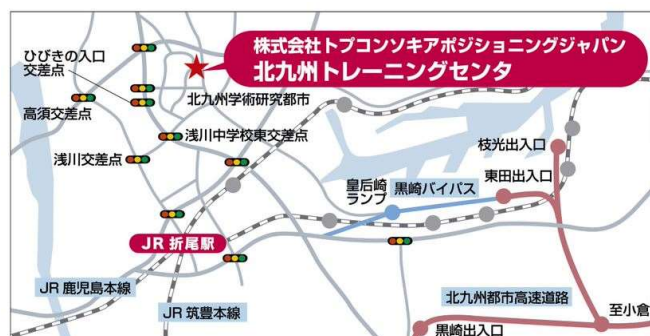 株式会社トプコンソキアポジショニングジャパン
北九州トレーニングセンタ
ひびきの入口
交差点
北九州学術研究都市
高須交差点
浅川中学校東交差点
浅川交差点
枝光出入口
東田出入口
皇后崎
ランプ
黒崎バイパス
JR 折尾駅
JR 鹿児島本線
JR 筑豊本線
北九州都市高速道路
至小倉
黒崎出入口